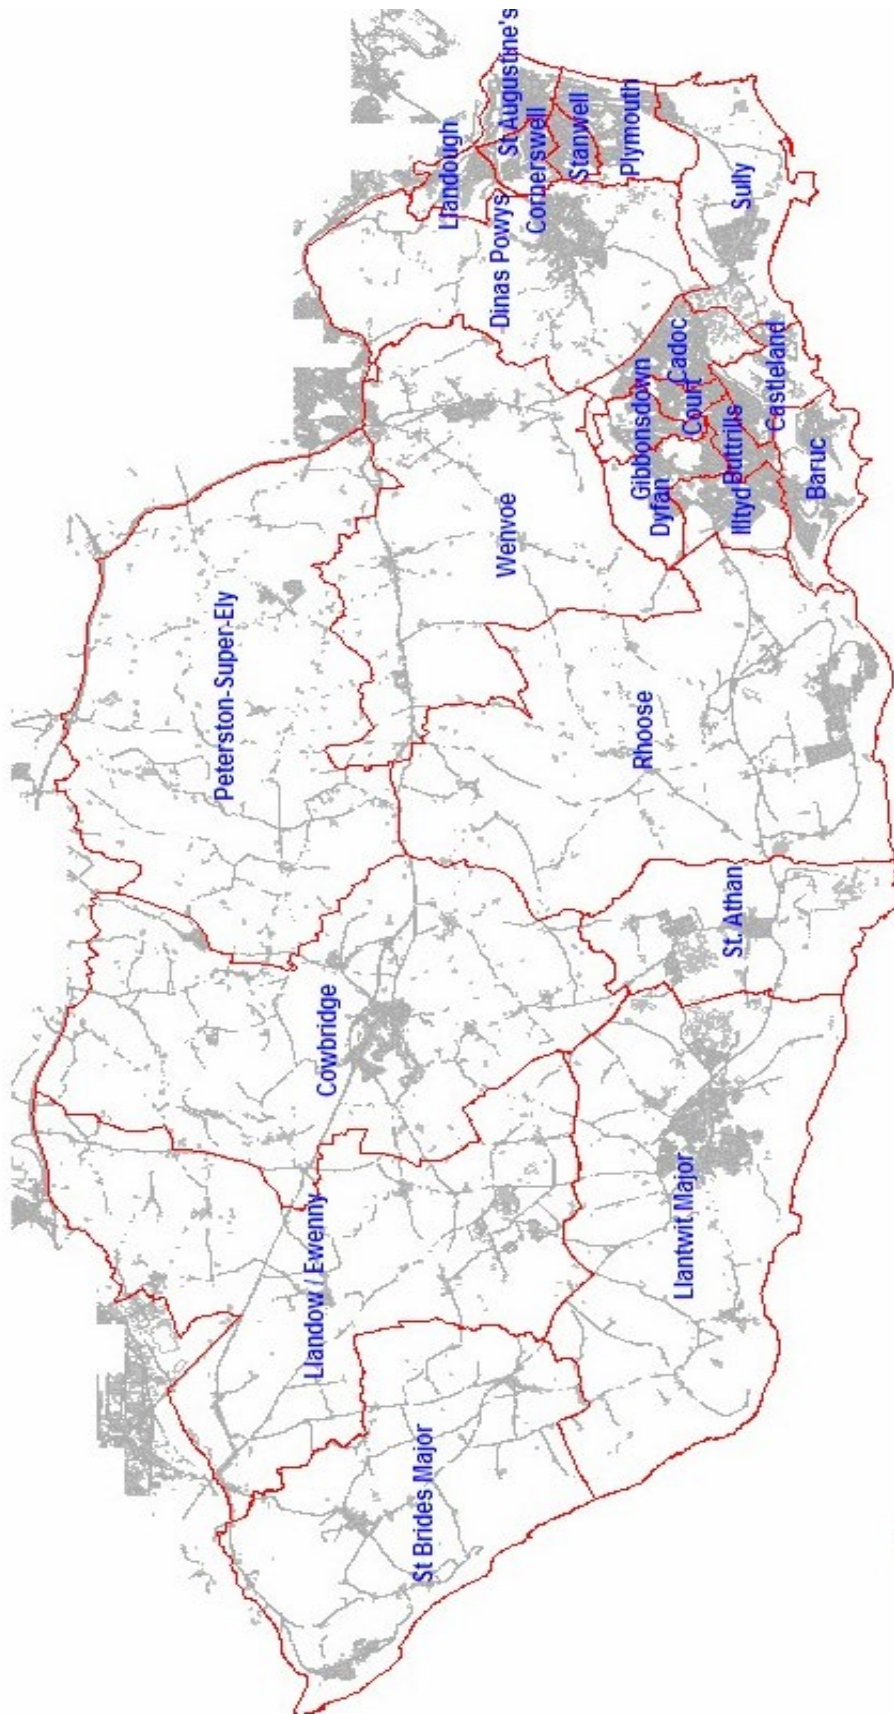 St Brides Major
Llandow / Ewenny
Llantwit Major
Cowbridge
St. Athan
Peterston-Super-Ely
Rhoose
Wenvoe
Dyfan
Gibbonsdown
Illtyd
Buttrills
Court
Cadoc
Castleland
Baruc
Dinas Powys
Llandough
St Augustine's
Cornerswell
Stanwell
Plymouth
Sully